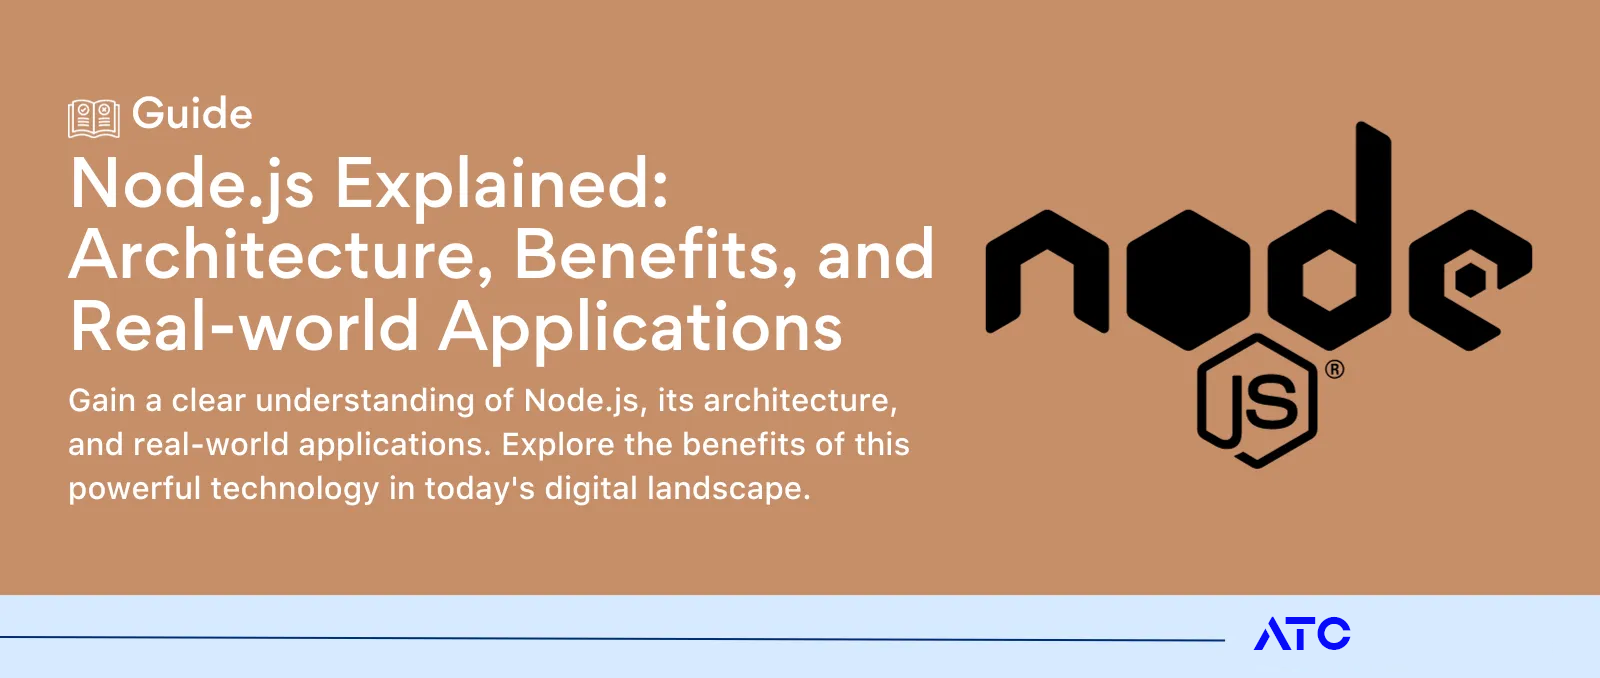 Guide
Node.js Explained:
Architecture, Benefits, and
Real-world Applications
Gain a clear understanding of Node.js, its architecture,
and real-world applications. Explore the benefits of this
powerful technology in today's digital landscape.
node
JS®
ATC